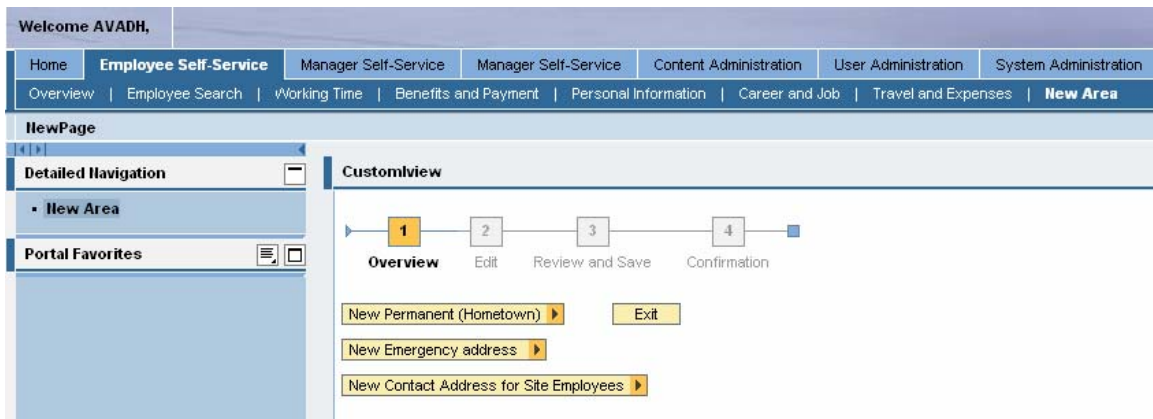 Welcome AVADH,
Home Employee Self-Service Manager Self-Service Manager Self-Service Content Administration User Administration System Administration
Overview | Employee Search | Working Time | Benefits and Payment | Personal Information | Career and Job | Travel and Expenses | New Area
NewPage
Detailed Navigation
New Area
Portal Favorites
CustomIview
1 2 3 4
Overview Edit Review and Save Confirmation
New Permanent (Hometown) Exit
New Emergency address
New Contact Address for Site Employees